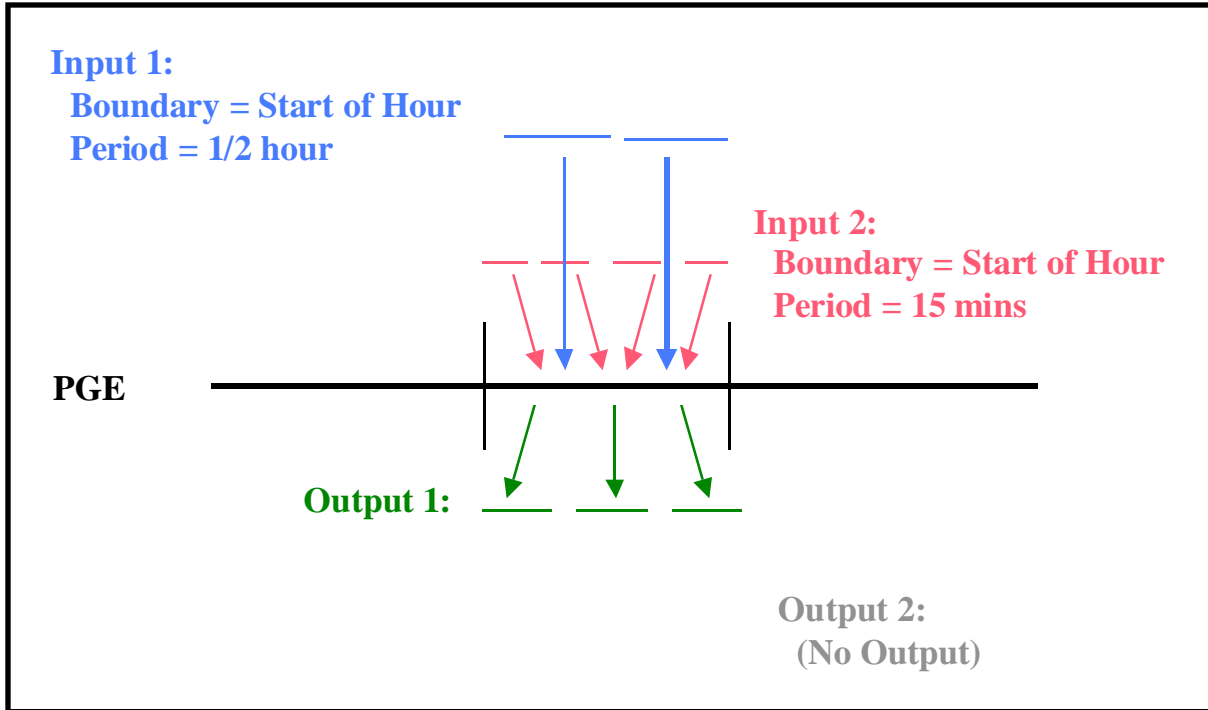 Input 1:
Boundary = Start of Hour
Period = 1/2 hour
Input 2:
Boundary = Start of Hour
Period = 15 mins
PGE
Output 1:
Output 2:
(No Output)